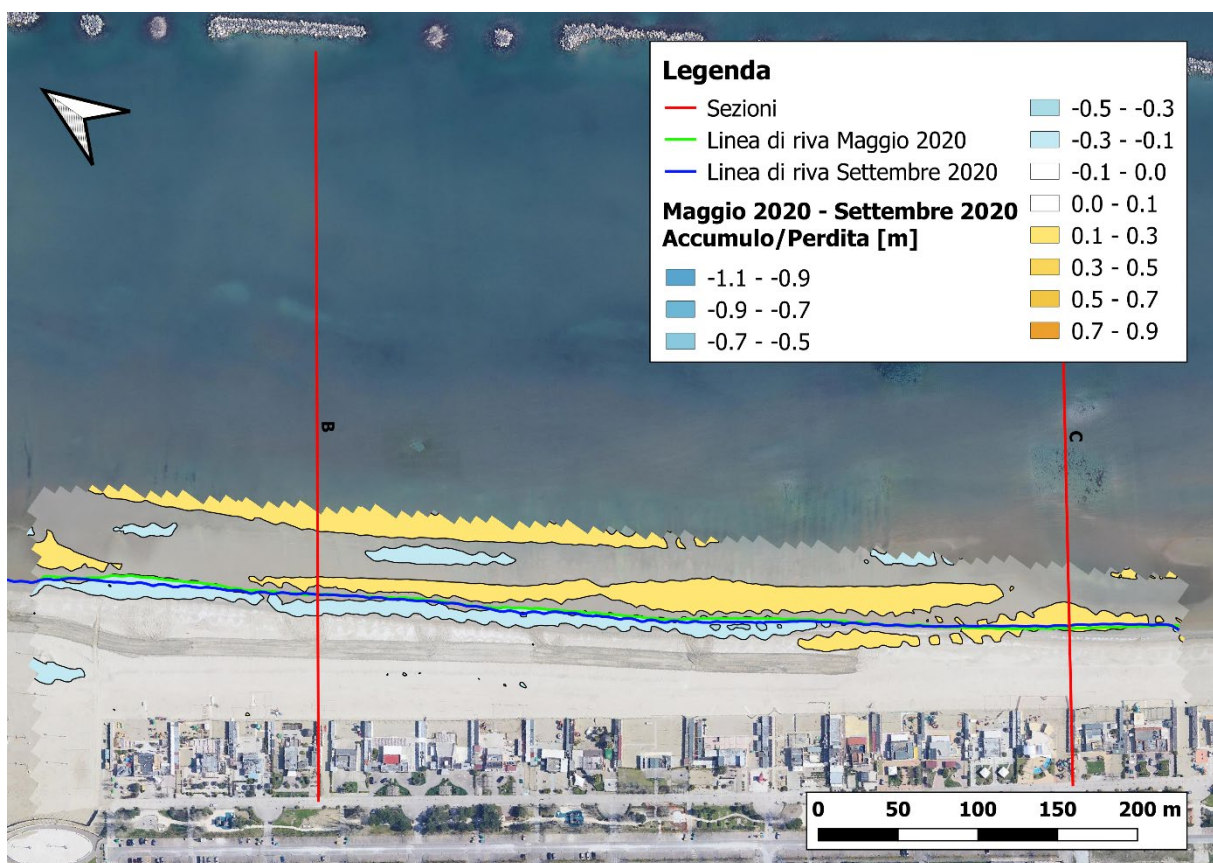 Legenda
Sezioni
Linea di riva Maggio 2020
Linea di riva Settembre 2020
Maggio 2020 - Settembre 2020
Accumulo/Perdita [m]
-1.1 - -0.9
-0.9 - -0.7
-0.7 - -0.5
-0.5 - -0.3
-0.3 - -0.1
-0.1 - 0.0
0.0 - 0.1
0.1 - 0.3
0.3 - 0.5
0.5 - 0.7
0.7 - 0.9
B
C
0 50 100 150 200 m